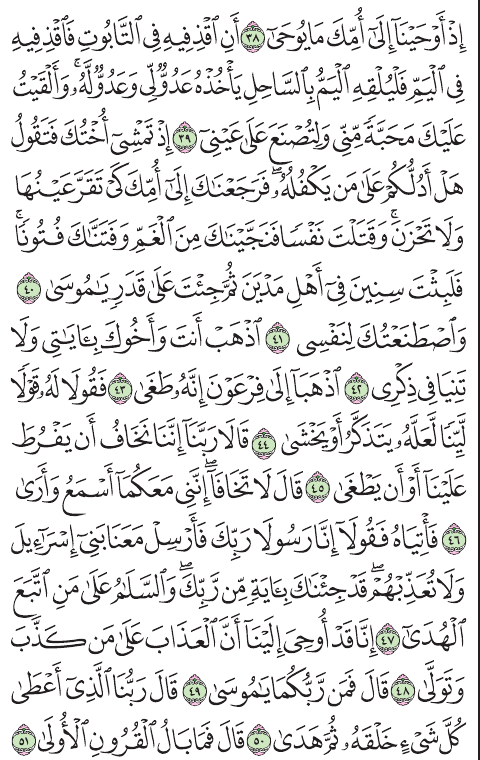 إِذْ أَوْحَيْنَآ إِلَىٰٓ أُمِّكَ مَا يُوحَىٰٓ ٣٨ أَنِ ٱقْذِفِيهِ فِي ٱلتَّابُوتِ فَٱقْذِفِيهِ
فِي ٱلْيَمِّ فَلْيُلْقِهِ ٱلْيَمُّ بِٱلسَّاحِلِ يَأْخُذْهُ عَدُوٌّ لِّي وَعَدُوٌّ لَّهُۥۚ وَأَلْقَيْتُ
عَلَيْكَ مَحَبَّةً مِّنِّي وَلِتُصْنَعَ عَلَىٰ عَيْنِيٓ ٣٩ إِذْ تَمْشِيٓ أُخْتُكَ فَتَقُولُ
هَلْ أَدُلُّكُمْ عَلَىٰ مَن يَكْفُلُهُۥۖ فَرَجَعْنَٰكَ إِلَىٰٓ أُمِّكَ كَيْ تَقَرَّ عَيْنُهَا
وَلَا تَحْزَنَۚ وَقَتَلْتَ نَفْسًا فَنَجَّيْنَٰكَ مِنَ ٱلْغَمِّ وَفَتَنَّٰكَ فُتُونًاۚ
فَلَبِثْتَ سِنِينَ فِيٓ أَهْلِ مَدْيَنَ ثُمَّ جِئْتَ عَلَىٰ قَدَرٍ يَٰمُوسَىٰ ٤٠
وَٱصْطَنَعْتُكَ لِنَفْسِي ٤١ ٱذْهَبْ أَنتَ وَأَخُوكَ بِـَٔايَٰتِي وَلَا
تَنِيَا فِي ذِكْرِي ٤٢ ٱذْهَبَآ إِلَىٰ فِرْعَوْنَ إِنَّهُۥ طَغَىٰ ٤٣ فَقُولَا لَهُۥ قَوْلًا
لَّيِّنًا لَّعَلَّهُۥ يَتَذَكَّرُ أَوْ يَخْشَىٰ ٤٤ قَالَا رَبَّنَآ إِنَّنَا نَخَافُ أَن يَفْرُطَ
عَلَيْنَآ أَوْ أَن يَطْغَىٰ ٤٥ قَالَ لَا تَخَافَآۖ إِنَّنِي مَعَكُمَآ أَسْمَعُ وَأَرَىٰ
٤٦ فَأْتِيَاهُ فَقُولَآ إِنَّا رَسُولَا رَبِّكَ فَأَرْسِلْ مَعَنَا بَنِيٓ إِسْرَٰٓءِيلَ
وَلَا تُعَذِّبْهُمْۖ قَدْ جِئْنَٰكَ بِـَٔايَةٍ مِّن رَّبِّكَۖ وَٱلسَّلَٰمُ عَلَىٰ مَنِ ٱتَّبَعَ
ٱلْهُدَىٰٓ ٤٧ إِنَّا قَدْ أُوحِيَ إِلَيْنَآ أَنَّ ٱلْعَذَابَ عَلَىٰ مَن كَذَّبَ
وَتَوَلَّىٰ ٤٨ قَالَ فَمَن رَّبُّكُمَا يَٰمُوسَىٰ ٤٩ قَالَ رَبُّنَا ٱلَّذِيٓ أَعْطَىٰ
كُلَّ شَيْءٍ خَلْقَهُۥ ثُمَّ هَدَىٰ ٥٠ قَالَ فَمَا بَالُ ٱلْقُرُونِ ٱلْأُولَىٰ ٥١